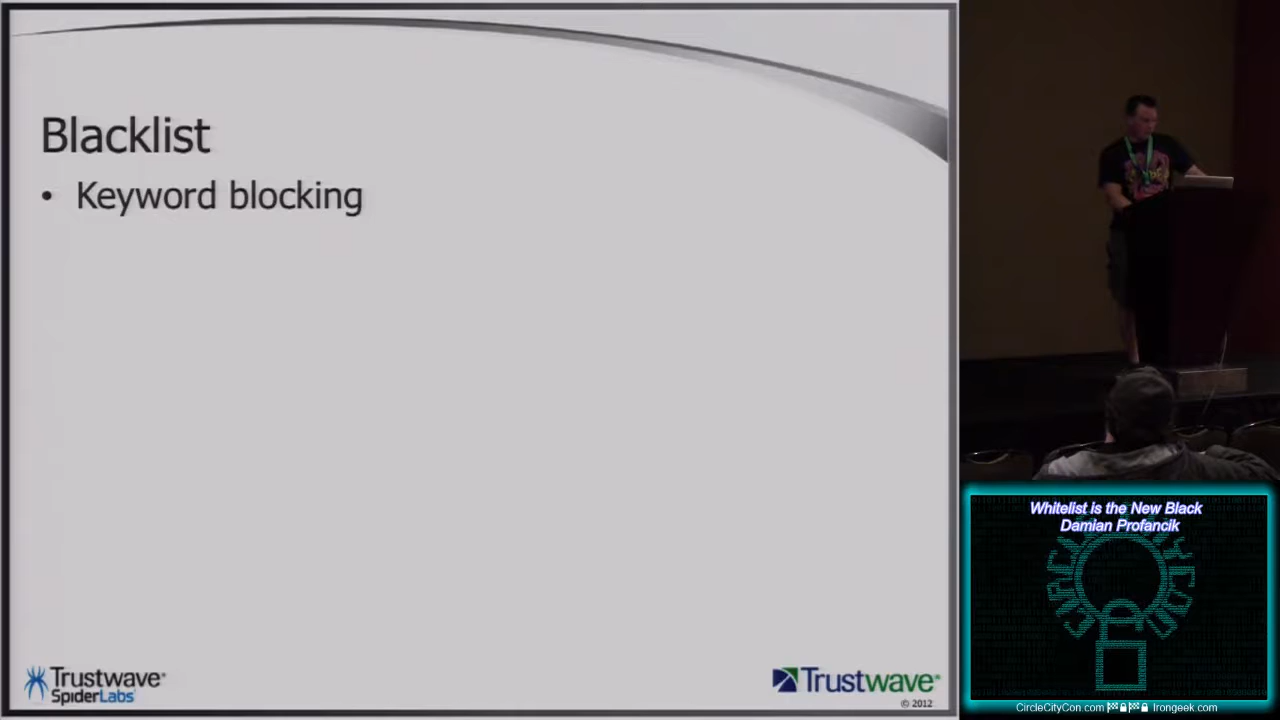 Blacklist
• Keyword blocking
Trustwave®
SpiderLabs®
Trustwave®
© 2012
Whitelist is the New Black
Damian Profancik
CircleCityCon.com Irongeek.com